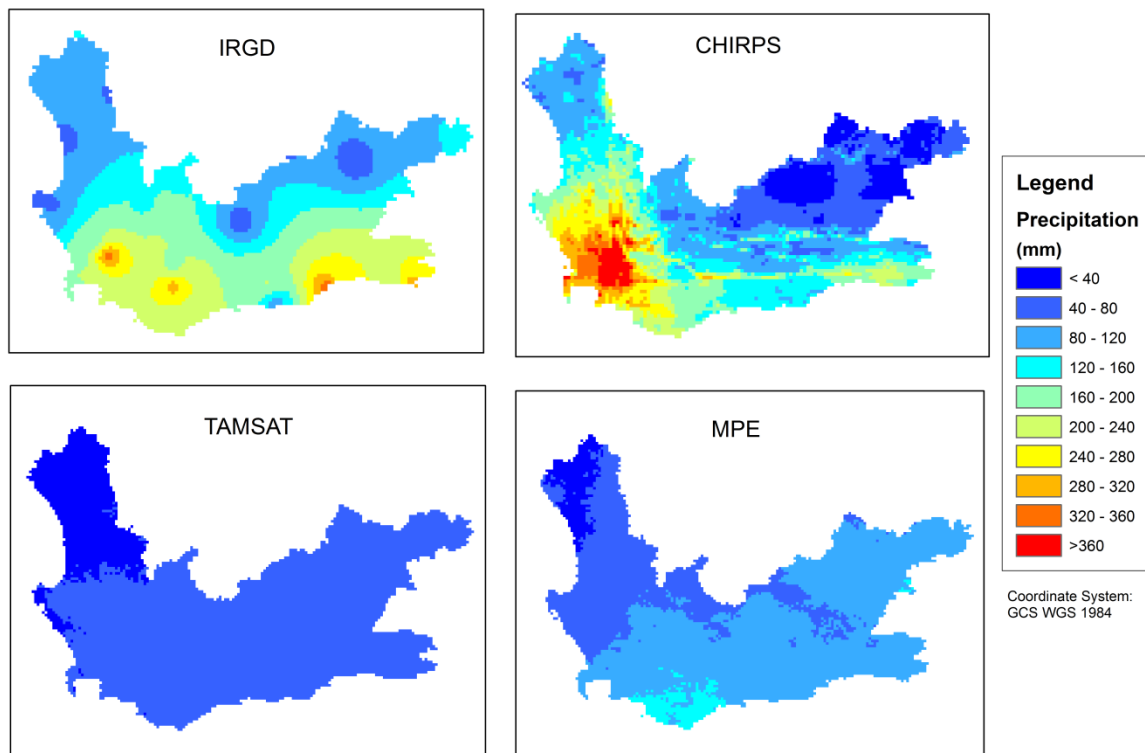 IRGD
CHIRPS
TAMSAT
MPE
Legend
Precipitation
(mm)
< 40
40 - 80
80 - 120
120 - 160
160 - 200
200 - 240
240 - 280
280 - 320
320 - 360
>360
Coordinate System:
GCS WGS 1984